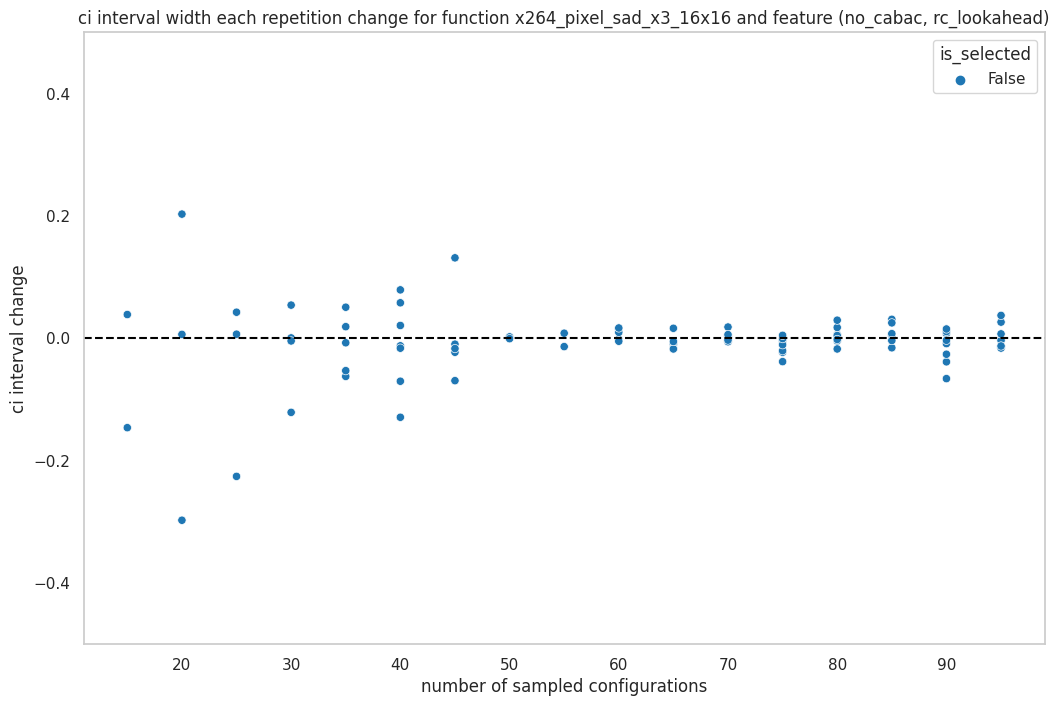 ci interval width each repetition change for function x264_pixel_sad_x3_16x16 and feature (no_cabac, rc_lookahead)
is_selected
False
0.4
0.2
0.0
−0.2
−0.4
ci interval change
20 30 40 50 60 70 80 90
number of sampled configurations